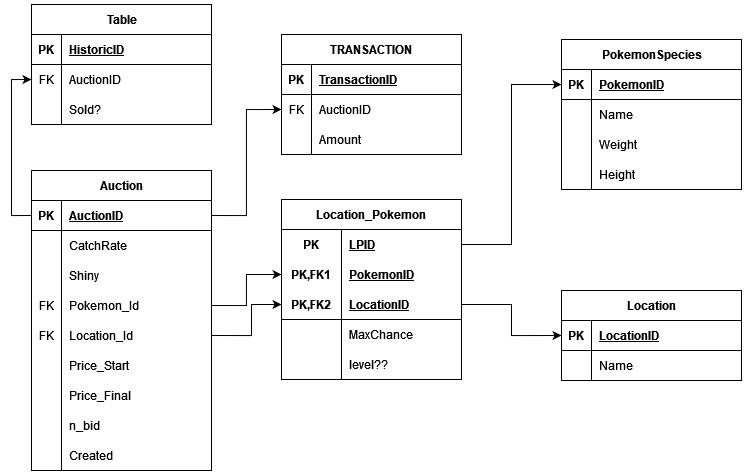 Table
PK HistoricID
FK AuctionID
Sold?
TRANSACTION
PK TransactionID
FK AuctionID
Amount
PokemonSpecies
PK PokemonID
Name
Weight
Height
Auction
PK AuctionID
CatchRate
Shiny
FK Pokemon_Id
FK Location_Id
Price_Start
Price_Final
n_bid
Created
Location_Pokemon
PK LPID
PK,FK1 PokemonID
PK,FK2 LocationID
MaxChance
level??
Location
PK LocationID
Name